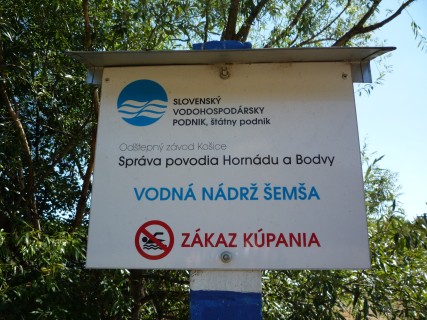 SLOVENSKÝ
VODOHOSPODÁRSKY
PODNIK, štátny podnik
Odštepný závod Košice
Správa povodia Hornádu a Bodvy
VODNÁ NÁDRŽ ŠEMŠA
ZÁKAZ KÚPANIA